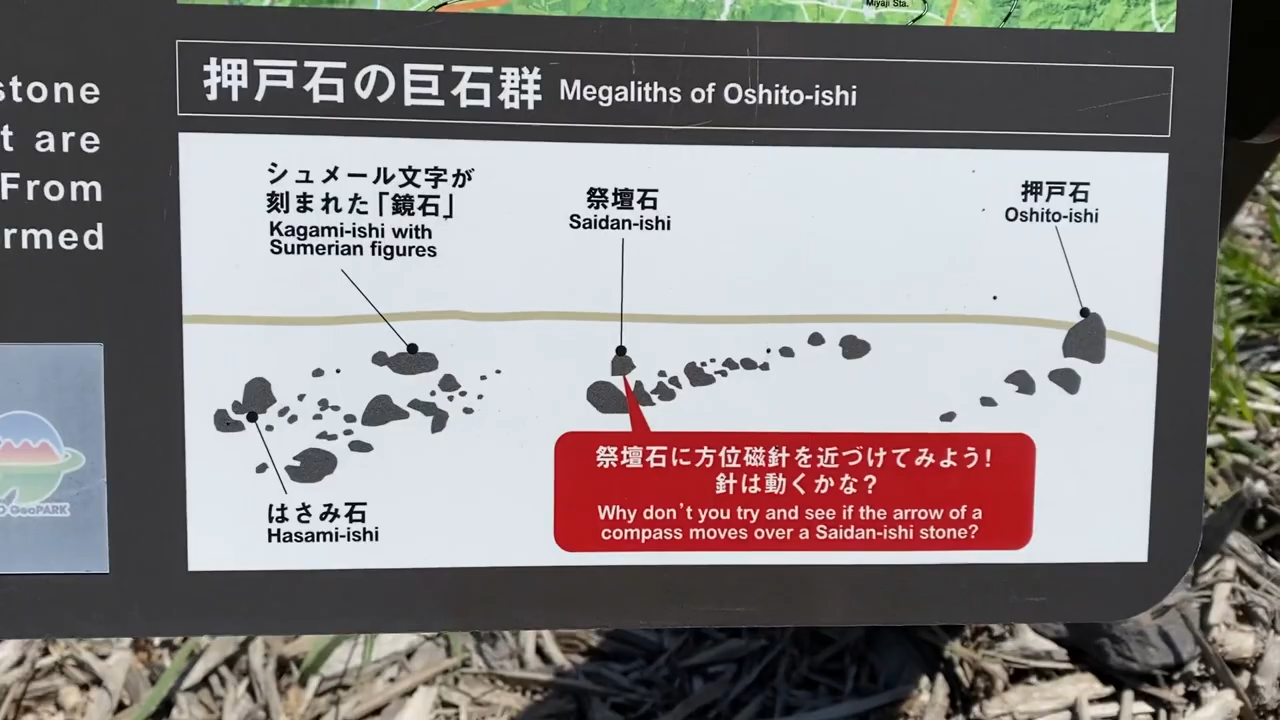 Miyaji Sta.
stone
t are
From
rmed
押戸石の巨石群 Megaliths of Oshito-ishi
シュメール文字が
刻まれた「鏡石」
Kagami-ishi with
Sumerian figures
祭壇石
Saidan-ishi
押戸石
Oshito-ishi
はさみ石
Hasami-ishi
祭壇石に方位磁針を近づけてみよう!
針は動くかな?
Why don't you try and see if the arrow of a
compass moves over a Saidan-ishi stone?
O GeoPARK